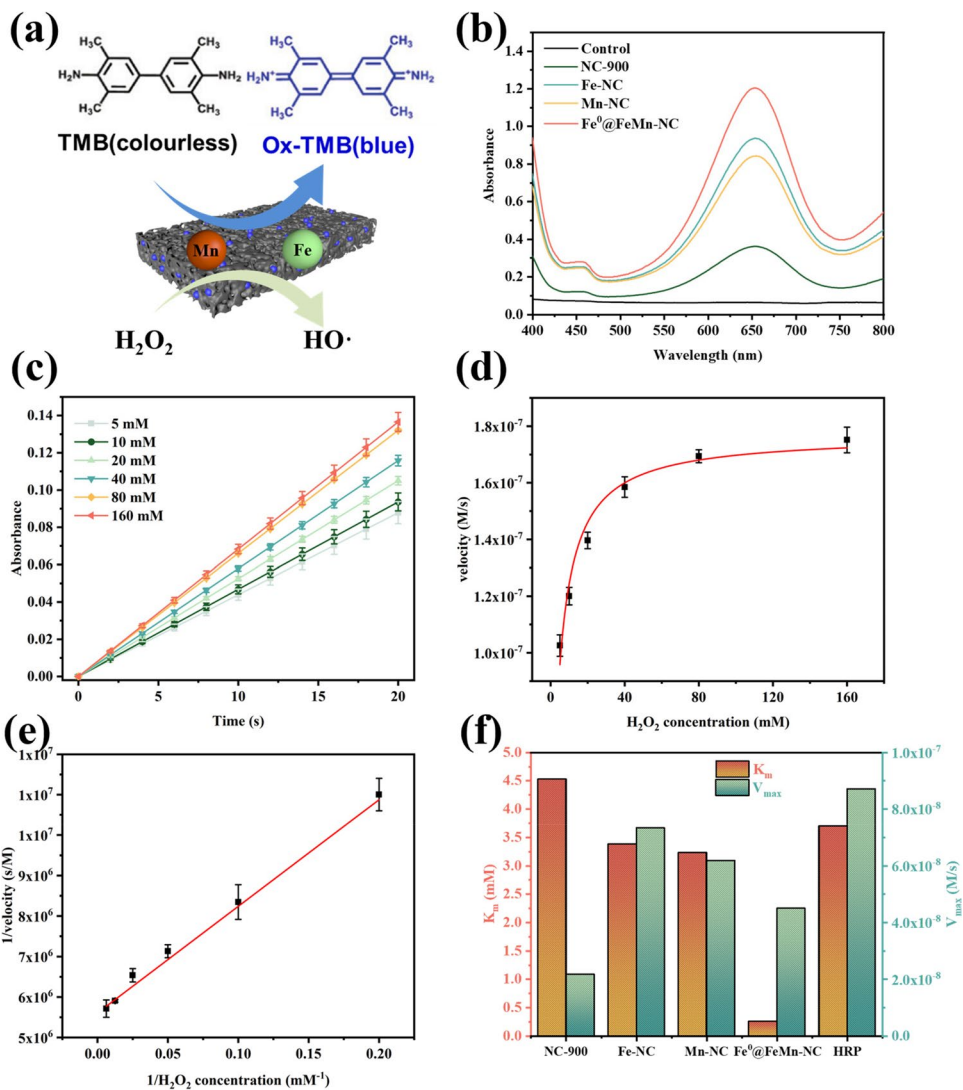 (a)
CH₃
CH₃
CH₃
CH₃
H₂N
NH₂
H₂N⁺
⁺NH₂
H₃C
CH₃
H₃C
CH₃
TMB(colourless)
Ox-TMB(blue)
Mn
Fe
H₂O₂
HO·
(b)
Control
NC-900
Fe-NC
Mn-NC
Fe⁰@FeMn-NC
1.4
1.2
1.0
0.8
0.6
0.4
0.2
0.0
Absorbance
400 450 500 550 600 650 700 750 800
Wavelength (nm)
(c)
5 mM
10 mM
20 mM
40 mM
80 mM
160 mM
0.14
0.12
0.10
0.08
0.06
0.04
0.02
0.00
Absorbance
0 5 10 15 20
Time (s)
(d)
1.8x10⁻⁷
1.6x10⁻⁷
1.4x10⁻⁷
1.2x10⁻⁷
1.0x10⁻⁷
velocity (M/s)
0 40 80 120 160
H₂O₂ concentration (mM)
(e)
1x10⁷
1x10⁷
8x10⁶
8x10⁶
6x10⁶
5x10⁶
1/velocity (s/M)
0.00 0.05 0.10 0.15 0.20
1/H₂O₂ concentration (mM⁻¹)
(f)
Kₘ
Vₘₐₓ
5.0
4.5
4.0
3.5
3.0
2.5
2.0
1.5
1.0
0.5
0.0
Kₘ (mM)
1.0x10⁻⁷
8.0x10⁻⁸
6.0x10⁻⁸
4.0x10⁻⁸
2.0x10⁻⁸
0.0
Vₘₐₓ (M/s)
NC-900 Fe-NC Mn-NC Fe⁰@FeMn-NC HRP